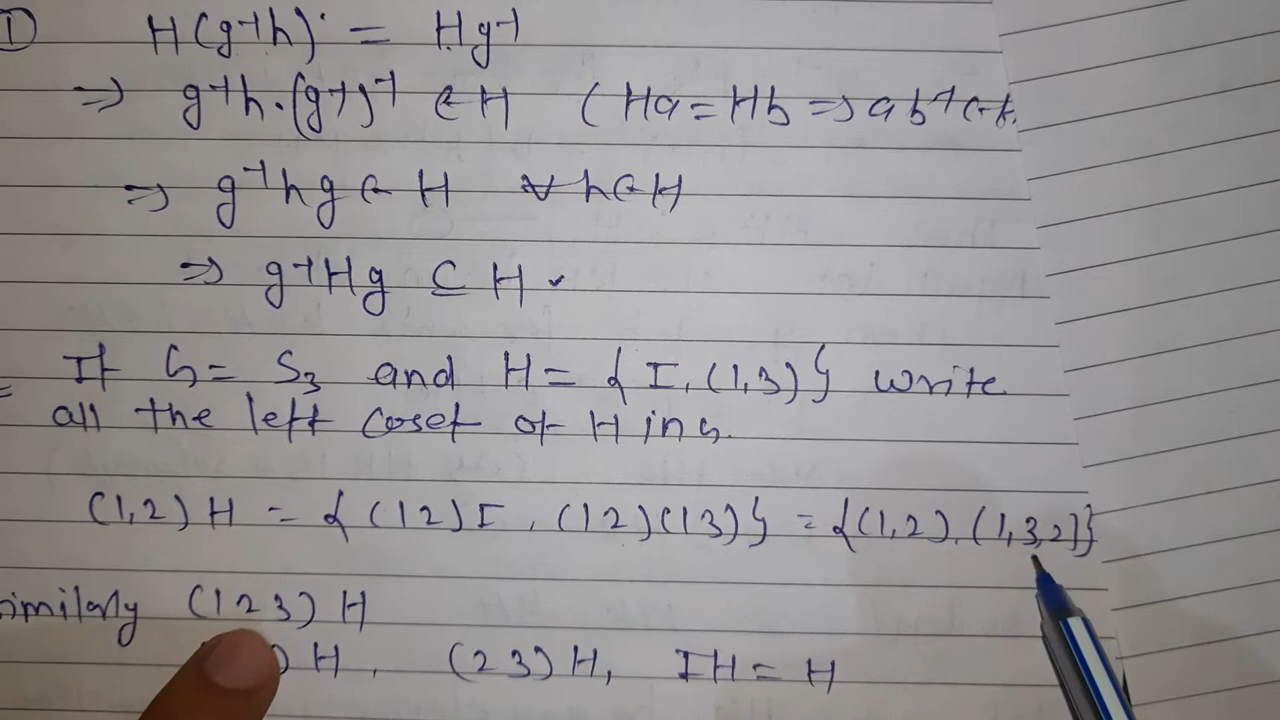 1) H(g⁻¹h) = Hg⁻¹
⇒ g⁻¹h.(g⁻¹)⁻¹ ∈ H (Ha = Hb ⇒ ab⁻¹ ∈
⇒ g⁻¹hg ∈ H ∀ h ∈ H
⇒ g⁻¹Hg ⊆ H
If G = S₃ and H = {I, (1,3)} write
all the left coset of H in G.
(1,2) H = {(12)I, (12)(13)} = {(1,2), (1,3,2)}
similarly (123) H
) H, (23) H, IH = H